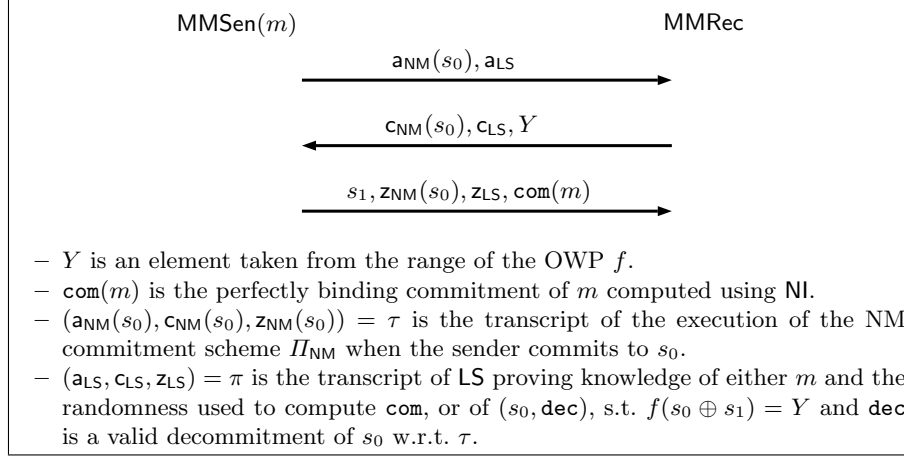 MMSen(m) MMRec
a_NM(s_0), a_LS
c_NM(s_0), c_LS, Y
s_1, z_NM(s_0), z_LS, com(m)
– Y is an element taken from the range of the OWP f.
– com(m) is the perfectly binding commitment of m computed using NI.
– (a_NM(s_0), c_NM(s_0), z_NM(s_0)) = τ is the transcript of the execution of the NM
commitment scheme Π_NM when the sender commits to s_0.
– (a_LS, c_LS, z_LS) = π is the transcript of LS proving knowledge of either m and the
randomness used to compute com, or of (s_0, dec), s.t. f(s_0 ⊕ s_1) = Y and dec
is a valid decommitment of s_0 w.r.t. τ.